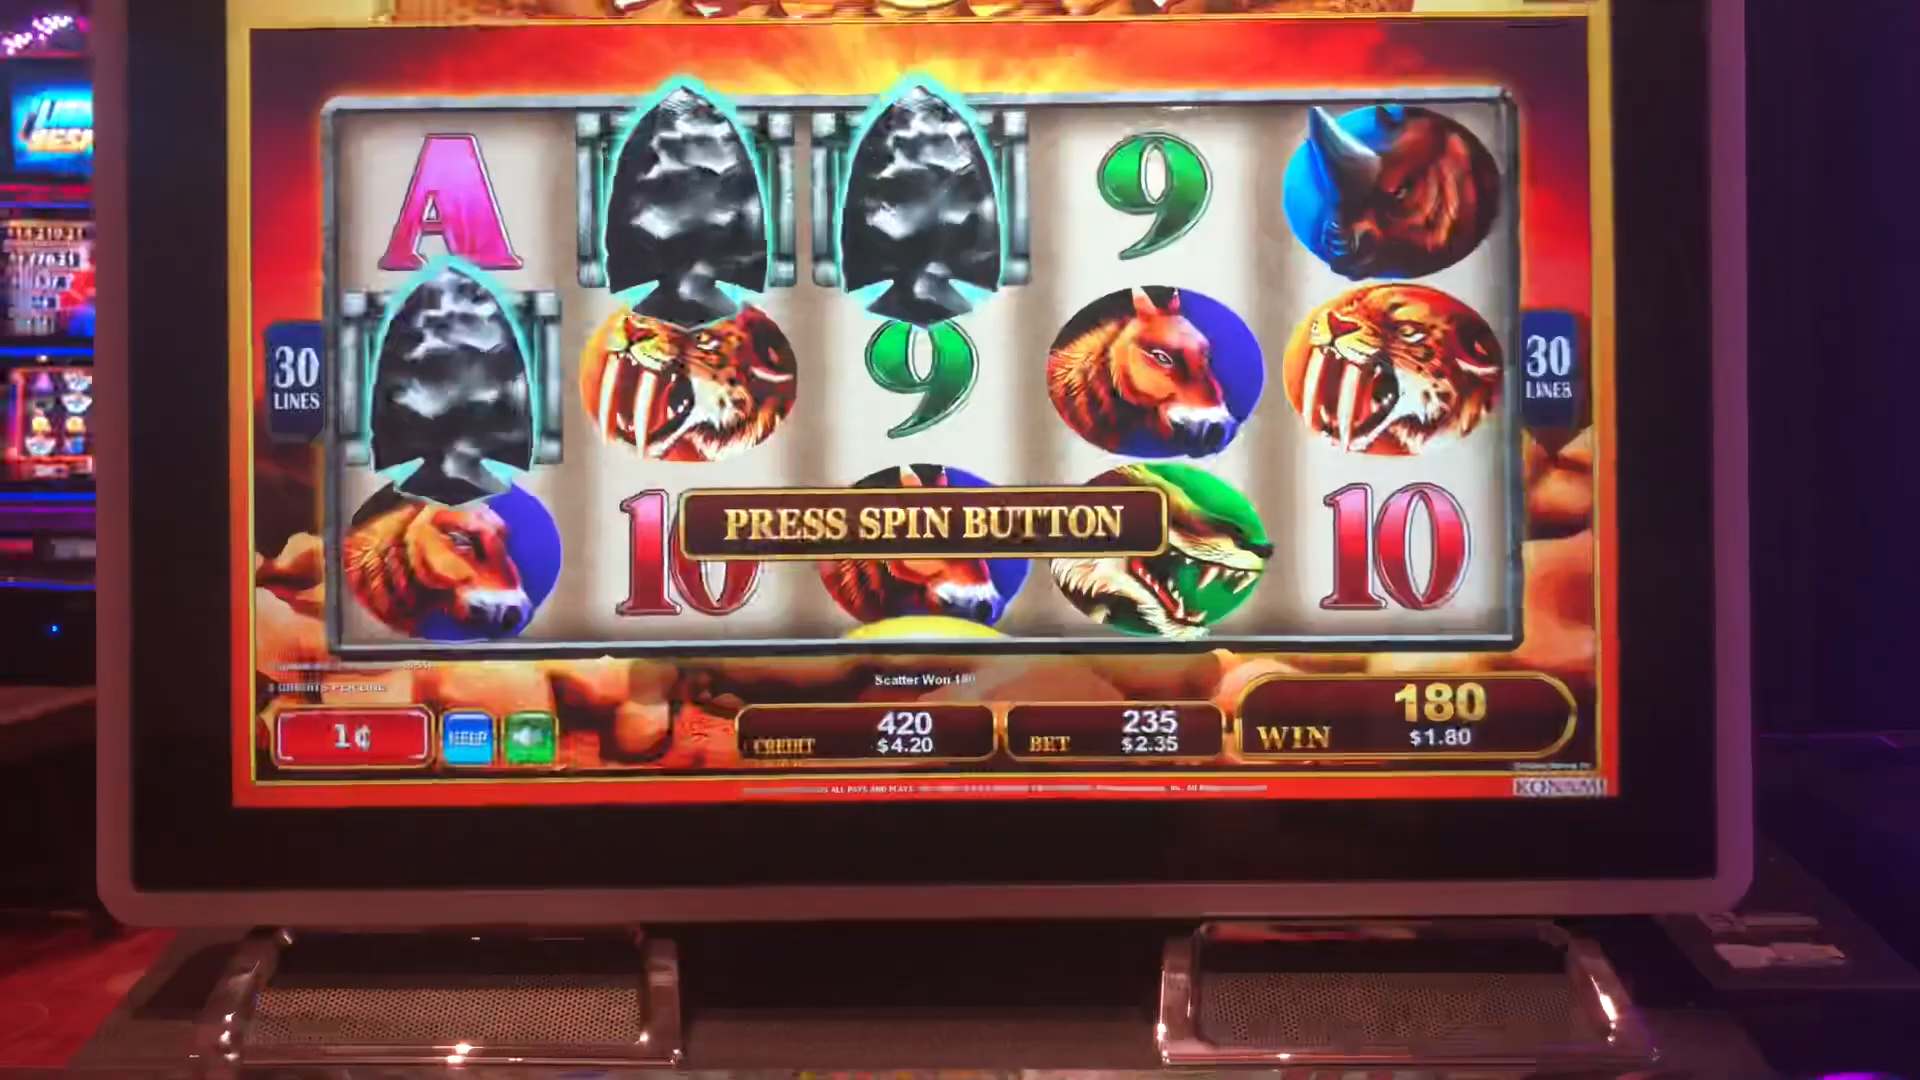 A
9
30
LINES
9
30
LINES
10
PRESS SPIN BUTTON
10
Scatter Won 180
1¢
HELP
420
CREDIT $4.20
235
BET $2.35
180
WIN $1.80
KONAMI